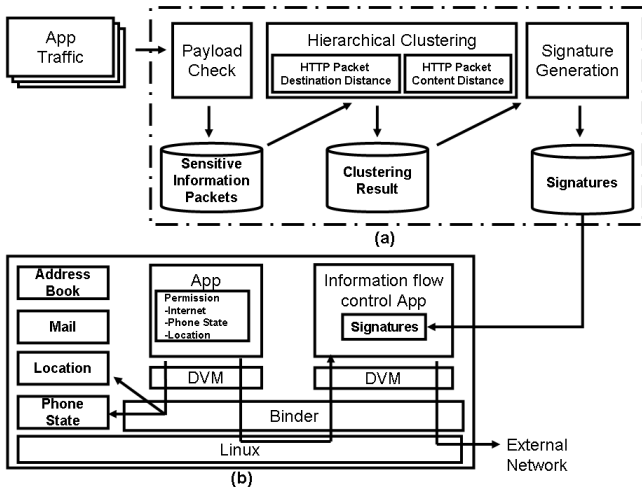 App
Traffic
Payload
Check
Hierarchical Clustering
HTTP Packet
Destination Distance
HTTP Packet
Content Distance
Signature
Generation
Sensitive
Information
Packets
Clustering
Result
Signatures
(a)
Address
Book
Mail
Location
Phone
State
App
Permission
-Internet
-Phone State
-Location
Information flow
control App
Signatures
DVM
DVM
Binder
Linux
External
Network
(b)